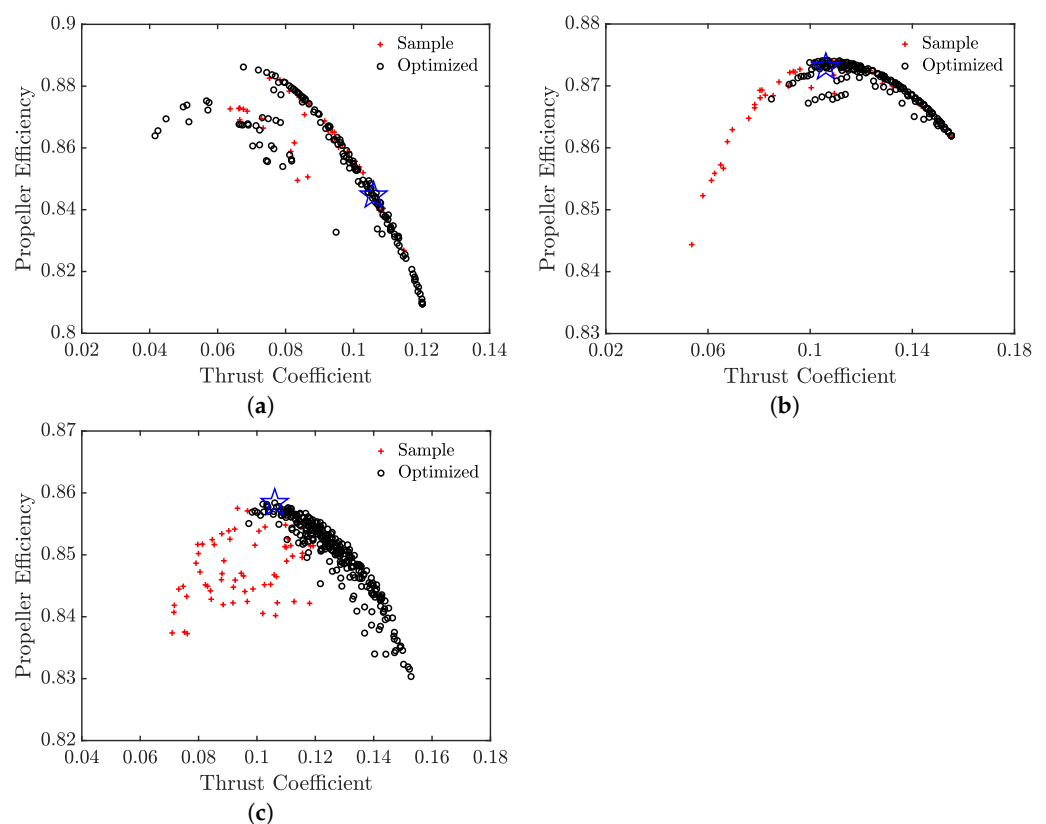 0.9
0.88
0.86
0.84
0.82
0.8
Propeller Efficiency
Sample
Optimized
0.02 0.04 0.06 0.08 0.1 0.12 0.14
Thrust Coefficient
(a)
0.88
0.87
0.86
0.85
0.84
0.83
Propeller Efficiency
Sample
Optimized
0.02 0.06 0.1 0.14 0.18
Thrust Coefficient
(b)
0.87
0.86
0.85
0.84
0.83
0.82
Propeller Efficiency
Sample
Optimized
0.04 0.06 0.08 0.1 0.12 0.14 0.16 0.18
Thrust Coefficient
(c)